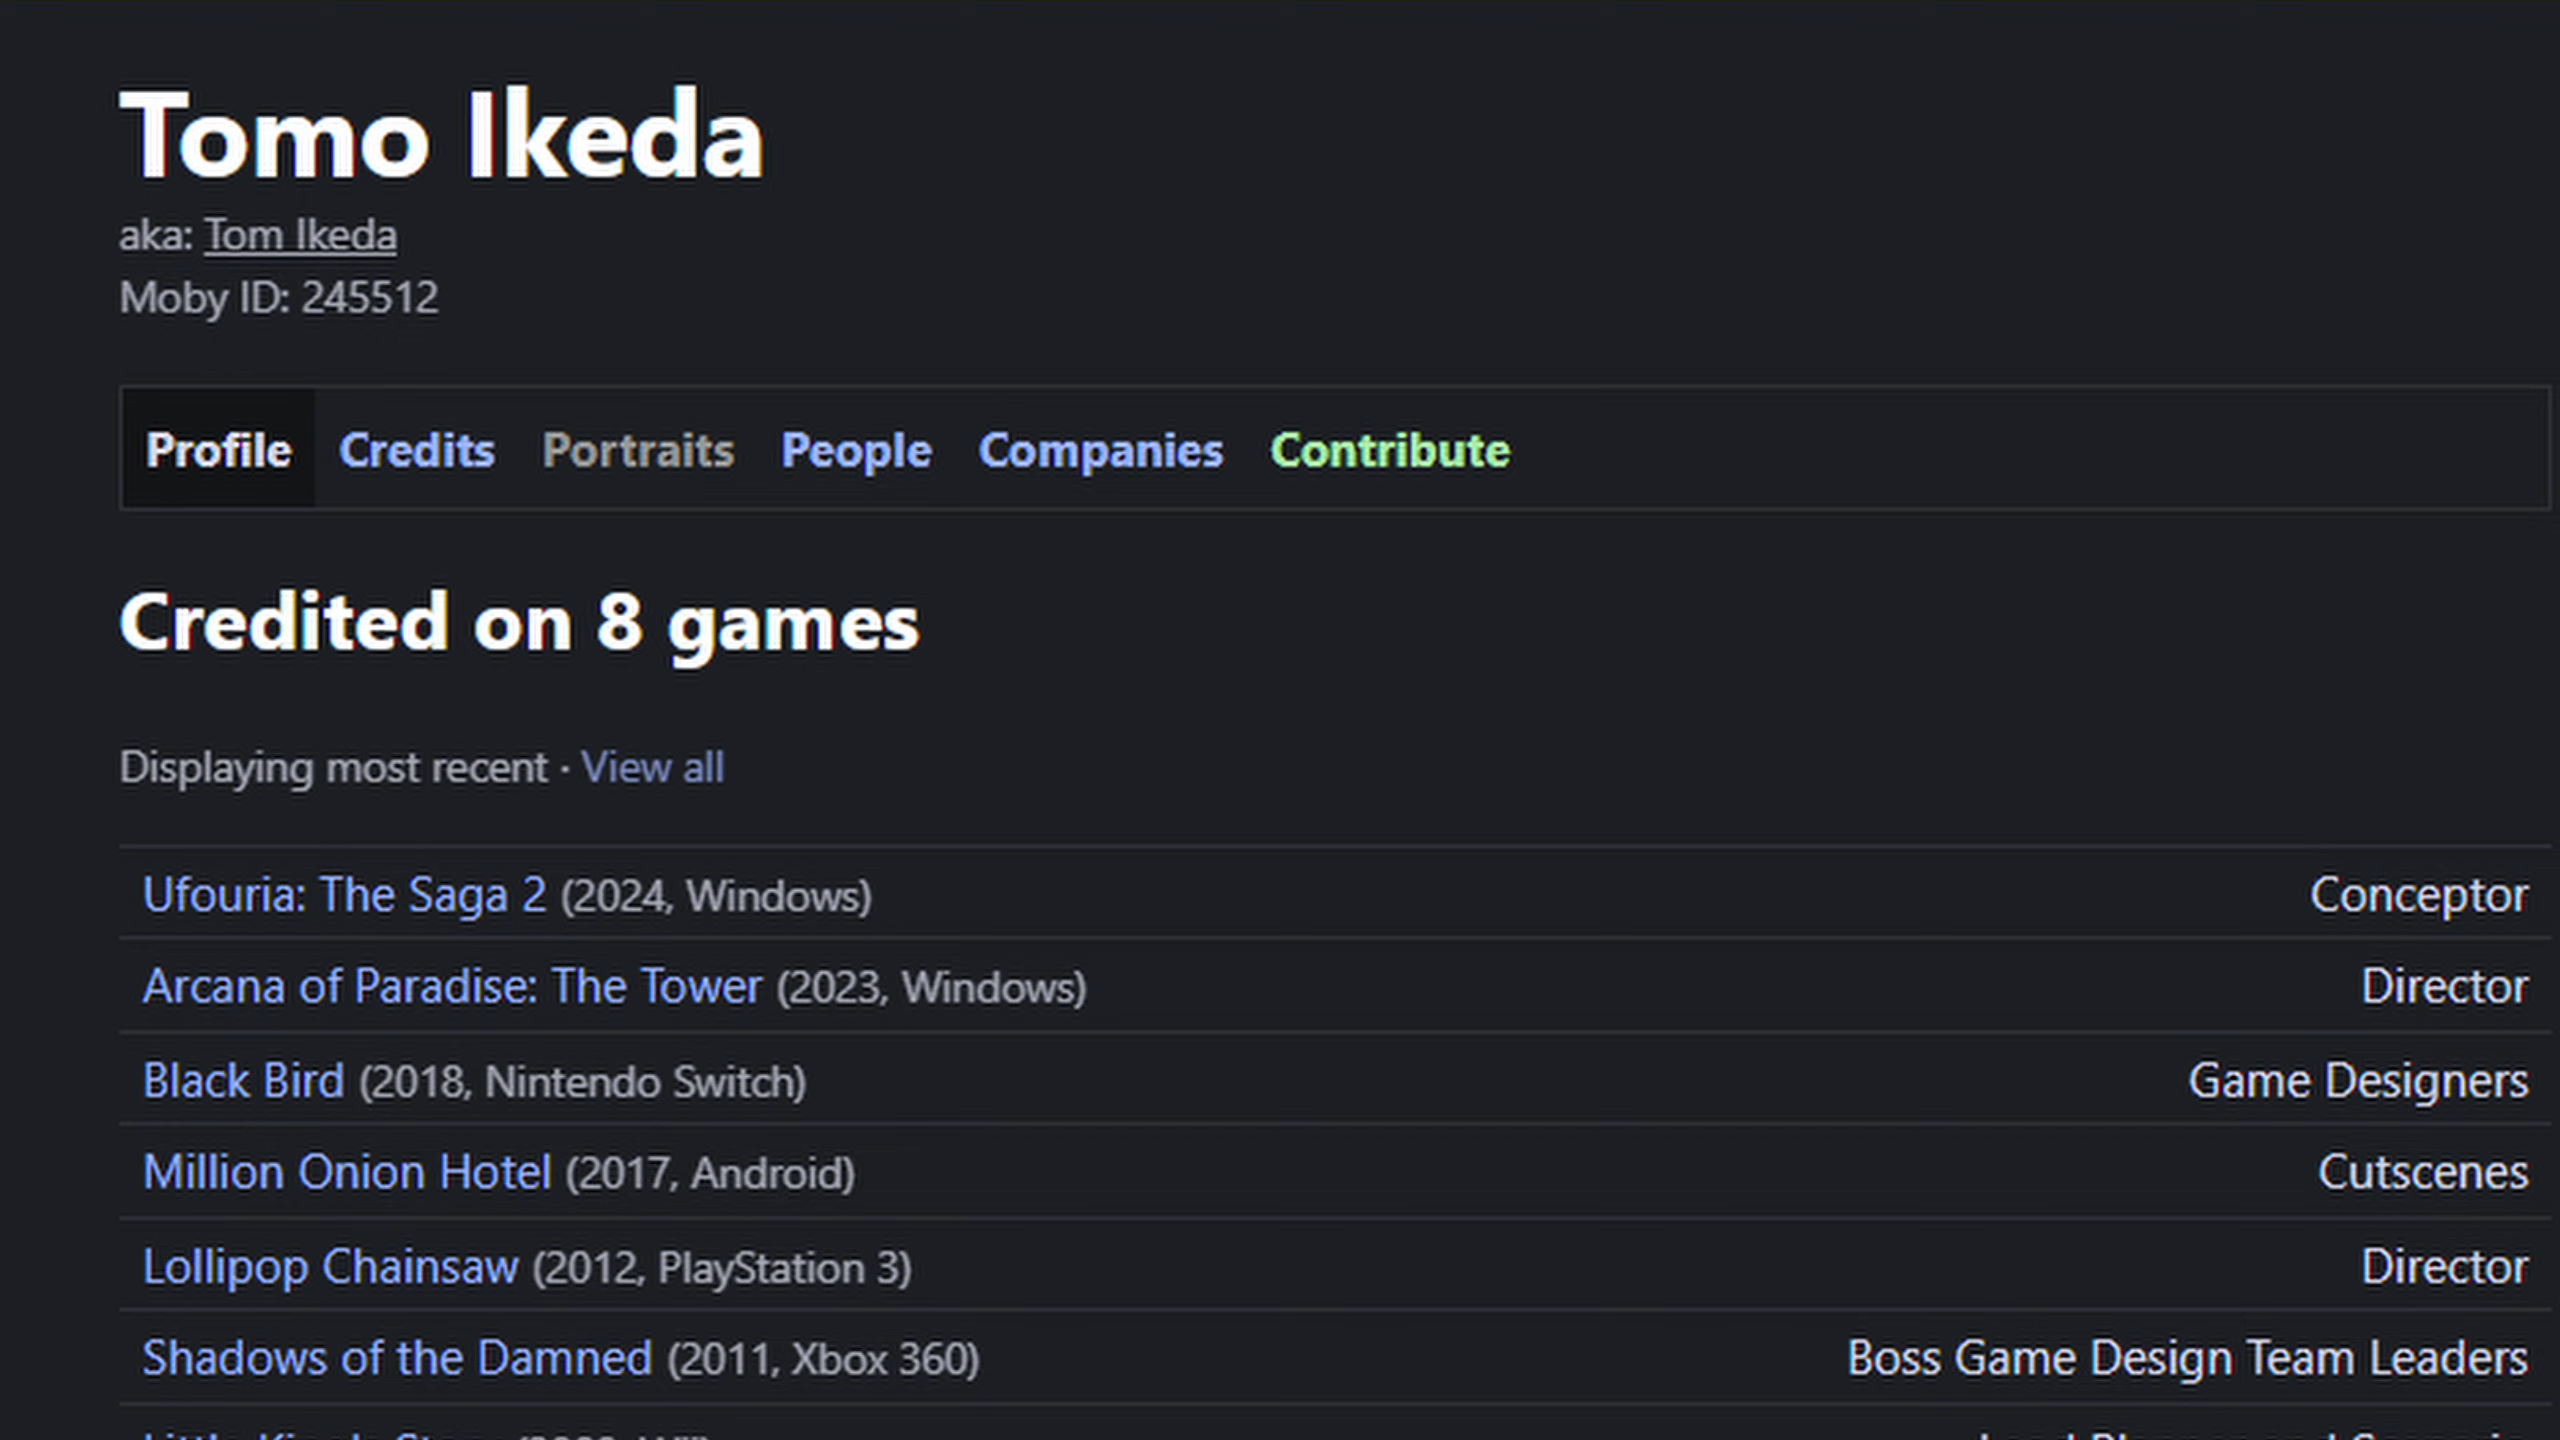 Tomo Ikeda
aka: Tom Ikeda
Moby ID: 245512
Profile Credits Portraits People Companies Contribute
Credited on 8 games
Displaying most recent · View all
Ufouria: The Saga 2 (2024, Windows) Conceptor
Arcana of Paradise: The Tower (2023, Windows) Director
Black Bird (2018, Nintendo Switch) Game Designers
Million Onion Hotel (2017, Android) Cutscenes
Lollipop Chainsaw (2012, PlayStation 3) Director
Shadows of the Damned (2011, Xbox 360) Boss Game Design Team Leaders